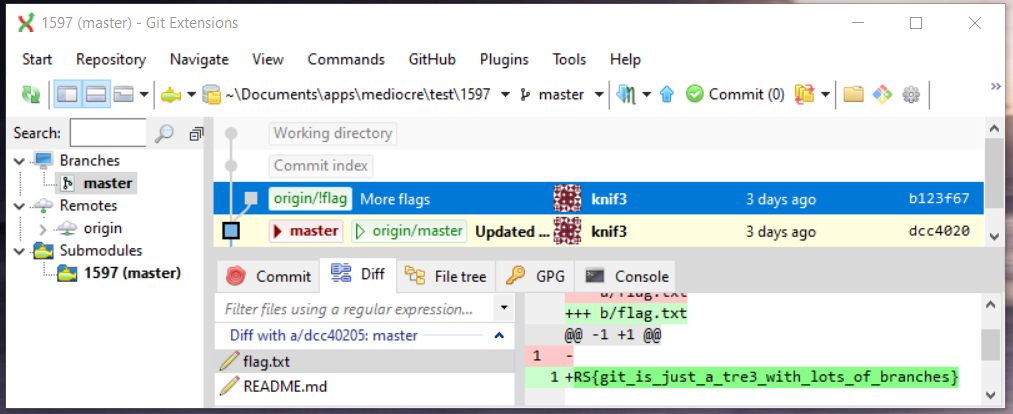 1597 (master) - Git Extensions
Start Repository Navigate View Commands GitHub Plugins Tools Help
~\Documents\apps\mediocre\test\1597 master Commit (0) »
Search:
Branches
master
Remotes
origin
Submodules
1597 (master)
Working directory
Commit index
origin/!flag More flags knif3 3 days ago b123f67
master origin/master Updated ... knif3 3 days ago dcc4020
Commit Diff File tree GPG Console
Filter files using a regular expression...
Diff with a/dcc40205: master
flag.txt
README.md
a/flag.txt
+++ b/flag.txt
@@ -1 +1 @@
1 -
1 +RS{git_is_just_a_tre3_with_lots_of_branches}